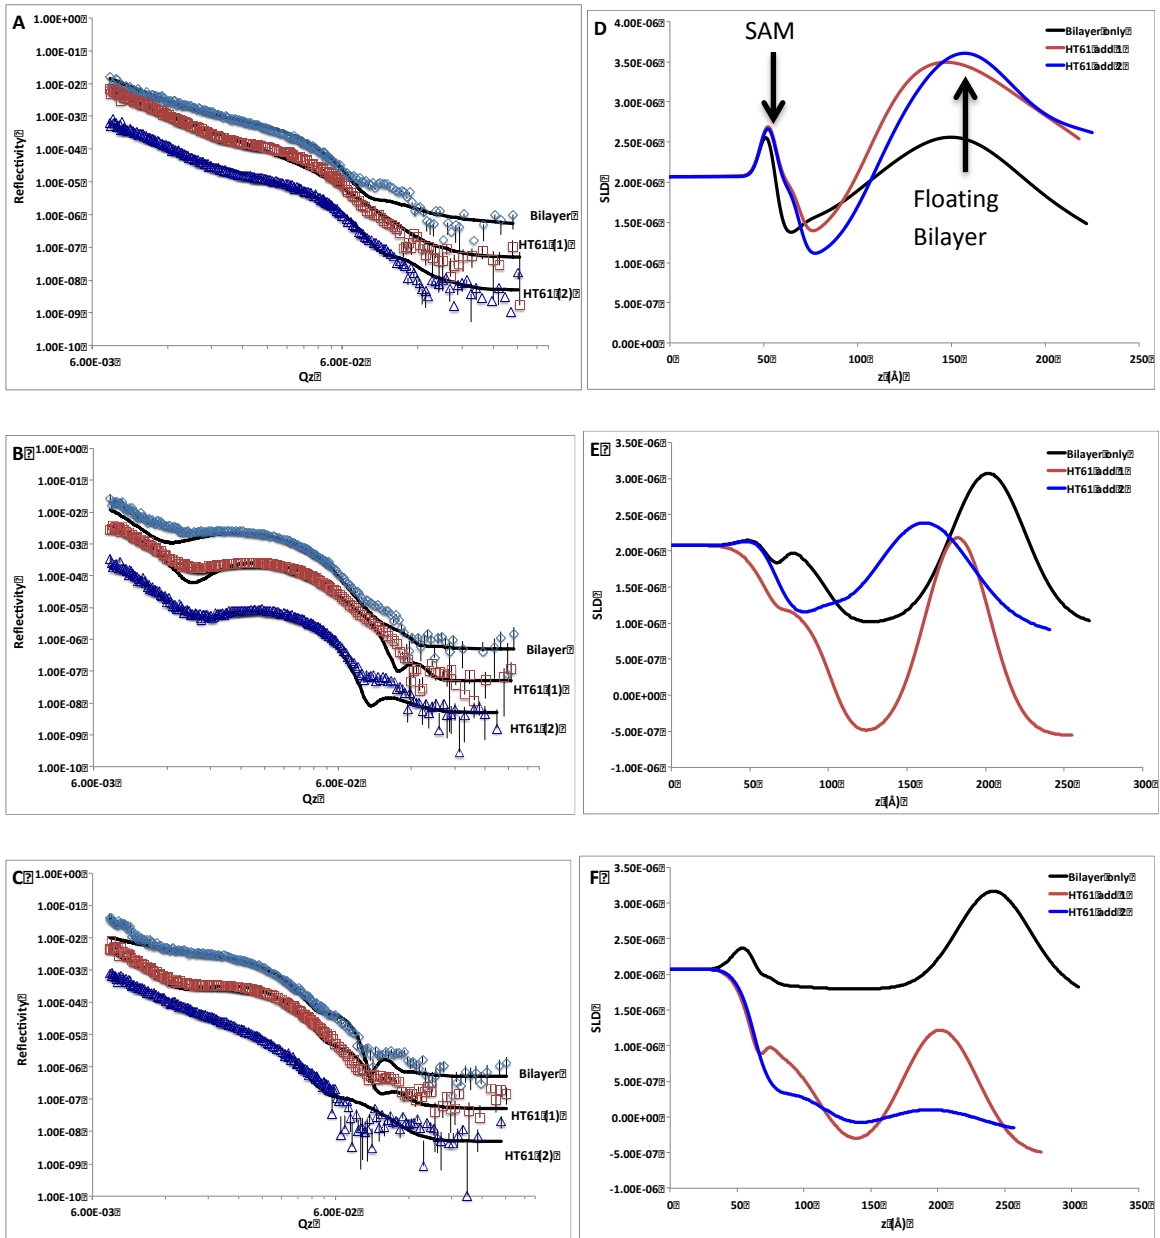 A
1.00E+00
1.00E-01
1.00E-02
1.00E-03
1.00E-04
1.00E-05
1.00E-06
1.00E-07
1.00E-08
1.00E-09
1.00E-10
Reflectivity
6.00E-03
6.00E-02
Qz
Bilayer
HT61 (1)
HT61 (2)
D
4.00E-06
3.50E-06
3.00E-06
2.50E-06
2.00E-06
1.50E-06
1.00E-06
5.00E-07
0.00E+00
SLD
0
50
100
150
200
250
z (Å)
SAM
Floating
Bilayer
Bilayer only
HT61 add 1
HT61 add 2
B
1.00E+00
1.00E-01
1.00E-02
1.00E-03
1.00E-04
1.00E-05
1.00E-06
1.00E-07
1.00E-08
1.00E-09
1.00E-10
Reflectivity
6.00E-03
6.00E-02
Qz
Bilayer
HT61 (1)
HT61 (2)
E
3.50E-06
3.00E-06
2.50E-06
2.00E-06
1.50E-06
1.00E-06
5.00E-07
0.00E+00
-5.00E-07
-1.00E-06
SLD
0
50
100
150
200
250
300
z (Å)
Bilayer only
HT61 add 1
HT61 add 2
C
1.00E+00
1.00E-01
1.00E-02
1.00E-03
1.00E-04
1.00E-05
1.00E-06
1.00E-07
1.00E-08
1.00E-09
1.00E-10
Reflectivity
6.00E-03
6.00E-02
Qz
Bilayer
HT61 (1)
HT61 (2)
F
3.50E-06
3.00E-06
2.50E-06
2.00E-06
1.50E-06
1.00E-06
5.00E-07
0.00E+00
-5.00E-07
-1.00E-06
SLD
0
50
100
150
200
250
300
350
z (Å)
Bilayer only
HT61 add 1
HT61 add 2